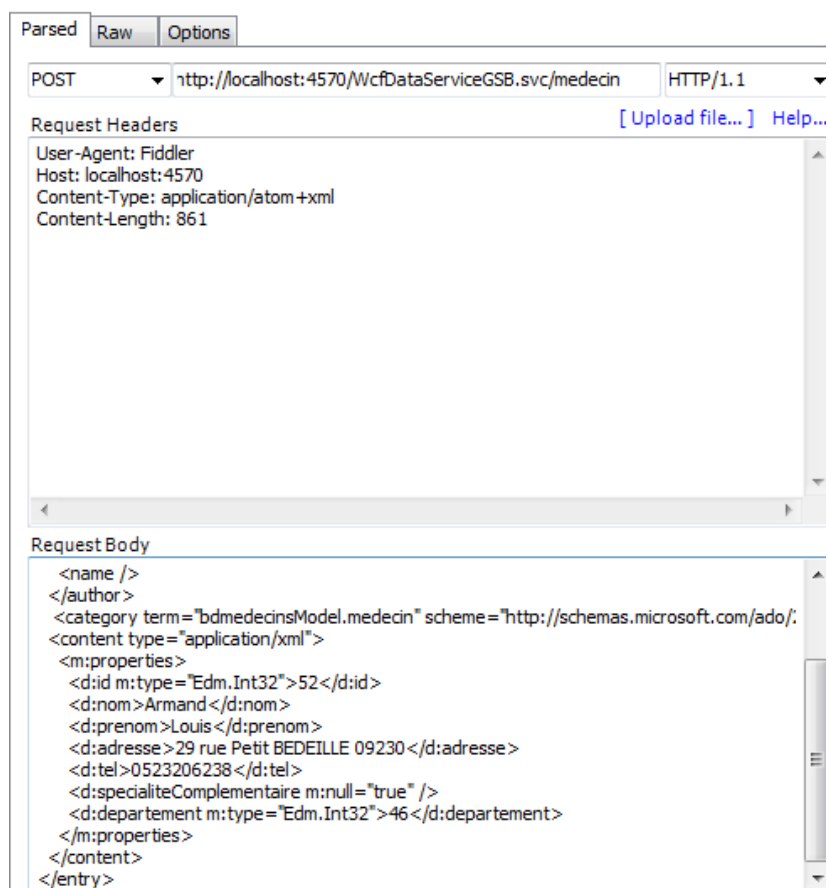 Parsed Raw Options
POST http://localhost:4570/WcfDataServiceGSB.svc/medecin HTTP/1.1
Request Headers [ Upload file... ] Help...
User-Agent: Fiddler
Host: localhost:4570
Content-Type: application/atom+xml
Content-Length: 861
Request Body
<name />
</author>
<category term="bdmedecinsModel.medecin" scheme="http://schemas.microsoft.com/ado/
<content type="application/xml">
<m:properties>
<d:id m:type="Edm.Int32">52</d:id>
<d:nom>Armand</d:nom>
<d:prenom>Louis</d:prenom>
<d:adresse>29 rue Petit BEDEILLE 09230</d:adresse>
<d:tel>0523206238</d:tel>
<d:specialiteComplementaire m:null="true" />
<d:departement m:type="Edm.Int32">46</d:departement>
</m:properties>
</content>
</entry>